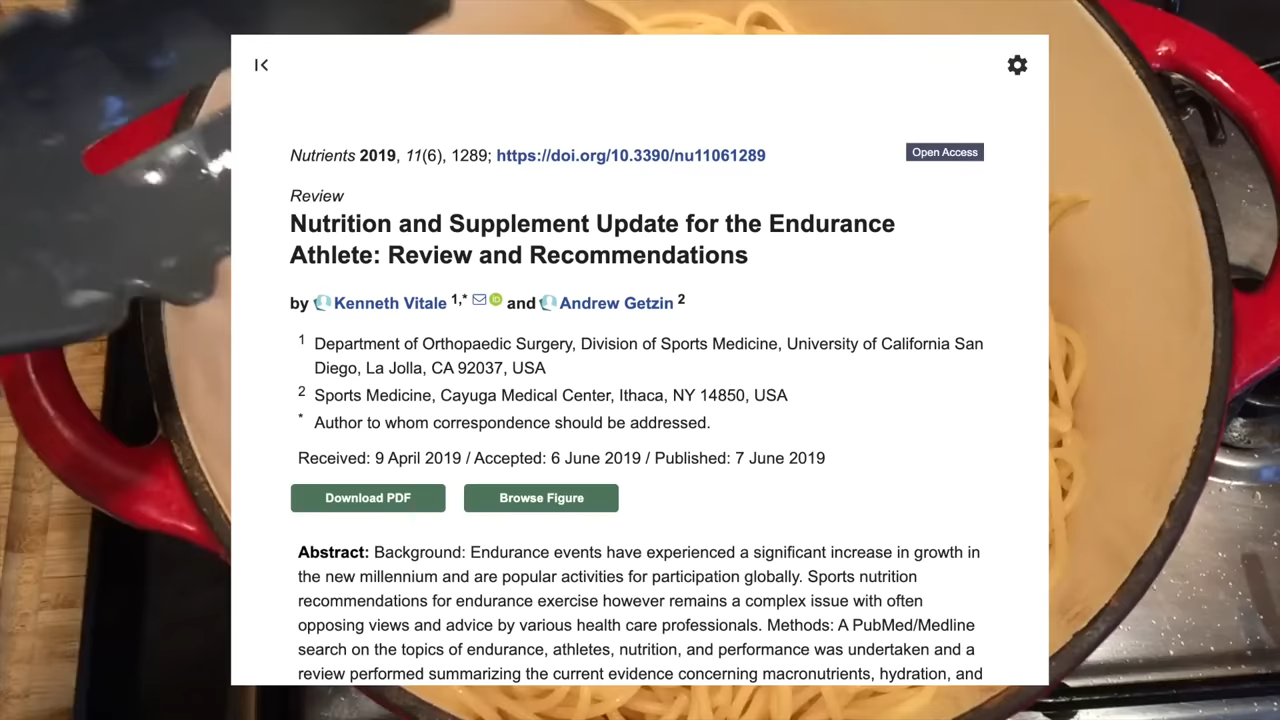 Nutrients 2019, 11(6), 1289; https://doi.org/10.3390/nu11061289
Open Access
Review
Nutrition and Supplement Update for the Endurance
Athlete: Review and Recommendations
by Kenneth Vitale 1,* iD and Andrew Getzin 2
1 Department of Orthopaedic Surgery, Division of Sports Medicine, University of California San
Diego, La Jolla, CA 92037, USA
2 Sports Medicine, Cayuga Medical Center, Ithaca, NY 14850, USA
* Author to whom correspondence should be addressed.
Received: 9 April 2019 / Accepted: 6 June 2019 / Published: 7 June 2019
Download PDF
Browse Figure
Abstract: Background: Endurance events have experienced a significant increase in growth in
the new millennium and are popular activities for participation globally. Sports nutrition
recommendations for endurance exercise however remains a complex issue with often
opposing views and advice by various health care professionals. Methods: A PubMed/Medline
search on the topics of endurance, athletes, nutrition, and performance was undertaken and a
review performed summarizing the current evidence concerning macronutrients, hydration, and